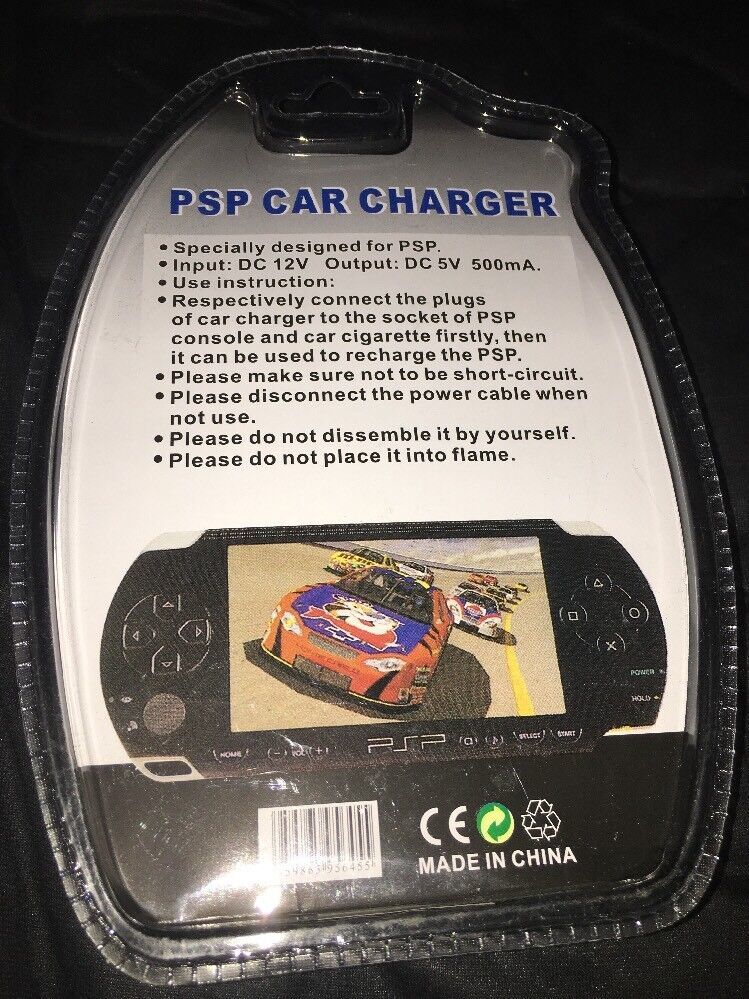 PSP CAR CHARGER
• Specially designed for PSP.
• Input: DC 12V Output: DC 5V 500mA.
• Use instruction:
• Respectively connect the plugs
of car charger to the socket of PSP
console and car cigarette firstly, then
it can be used to recharge the PSP.
• Please make sure not to be short-circuit.
• Please disconnect the power cable when
not use.
• Please do not dissemble it by yourself.
• Please do not place it into flame.
POWER
HOLD
HOME
PSP
SELECT
START
CE
MADE IN CHINA